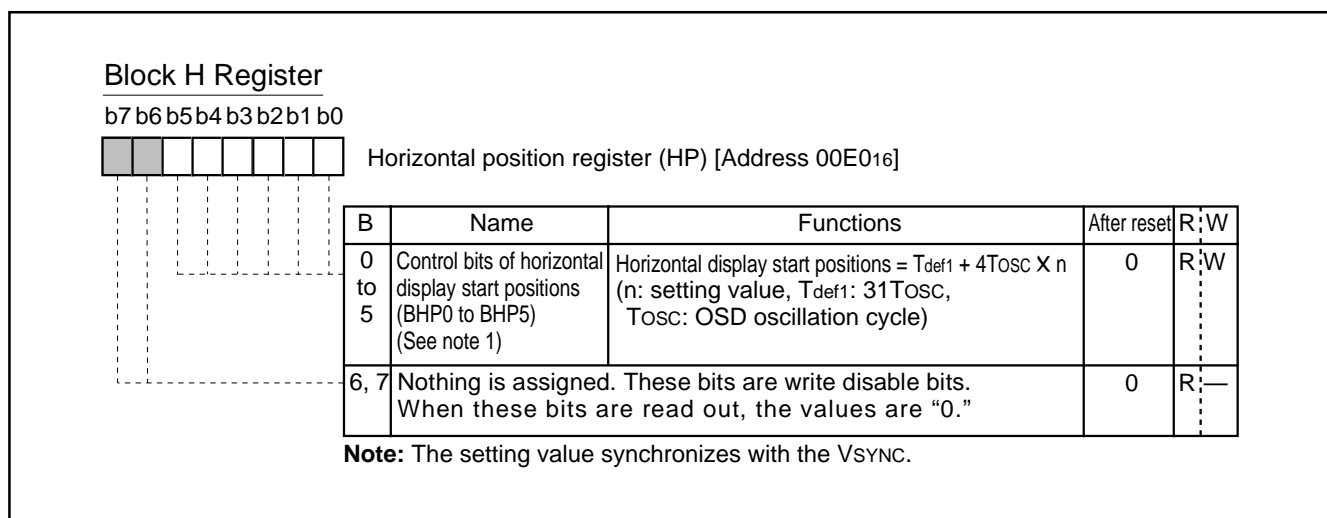 Block H Register
b7 b6 b5 b4 b3 b2 b1 b0
Horizontal position register (HP) [Address 00E016]
B Name Functions After reset R W
0 to 5 Control bits of horizontal display start positions (BHP0 to BHP5) (See note 1) Horizontal display start positions = Tdef1 + 4TOSC X n (n: setting value, Tdef1: 31TOSC, TOSC: OSD oscillation cycle) 0 R W
6, 7 Nothing is assigned. These bits are write disable bits. When these bits are read out, the values are “0.” 0 R —
Note: The setting value synchronizes with the VSYNC.